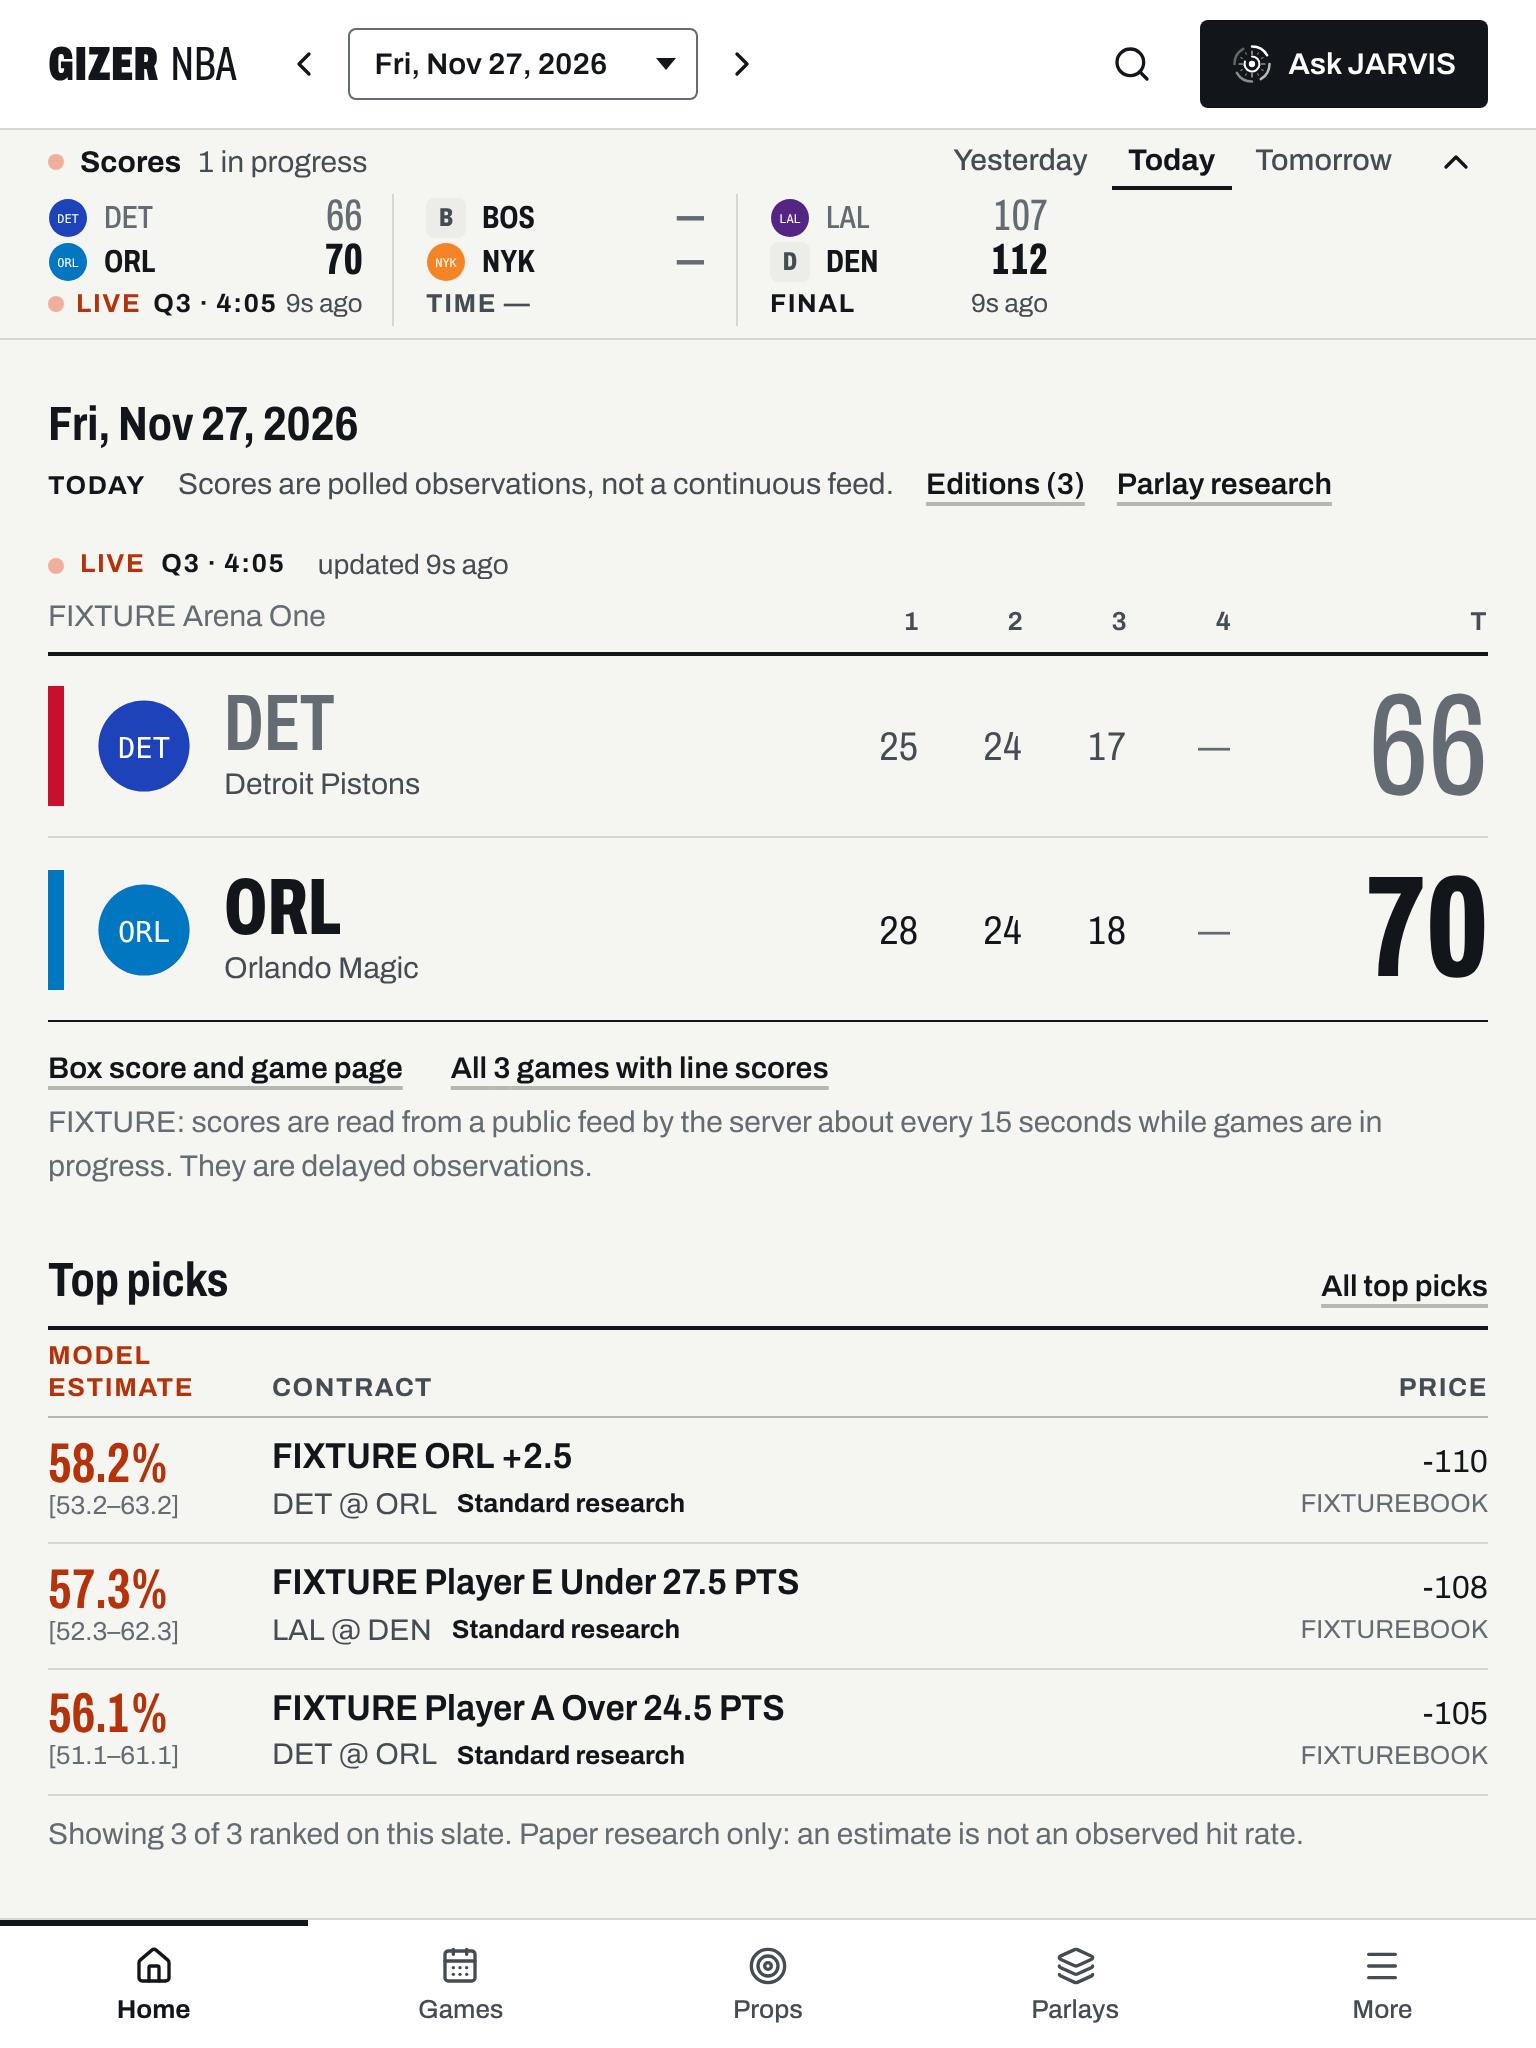 GIZER NBA
Fri, Nov 27, 2026
Ask JARVIS
Scores 1 in progress
Yesterday Today Tomorrow
DET DET 66
ORL ORL 70
LIVE Q3 · 4:05 9s ago
B BOS —
NYK NYK —
TIME —
LAL LAL 107
D DEN 112
FINAL 9s ago
Fri, Nov 27, 2026
TODAY Scores are polled observations, not a continuous feed. Editions (3) Parlay research
LIVE Q3 · 4:05 updated 9s ago
FIXTURE Arena One 1 2 3 4 T
DET DET 25 24 17 — 66
Detroit Pistons
ORL ORL 28 24 18 — 70
Orlando Magic
Box score and game page All 3 games with line scores
FIXTURE: scores are read from a public feed by the server about every 15 seconds while games are in
progress. They are delayed observations.
Top picks All top picks
MODEL
ESTIMATE CONTRACT PRICE
58.2% FIXTURE ORL +2.5 -110
[53.2–63.2] DET @ ORL Standard research FIXTUREBOOK
57.3% FIXTURE Player E Under 27.5 PTS -108
[52.3–62.3] LAL @ DEN Standard research FIXTUREBOOK
56.1% FIXTURE Player A Over 24.5 PTS -105
[51.1–61.1] DET @ ORL Standard research FIXTUREBOOK
Showing 3 of 3 ranked on this slate. Paper research only: an estimate is not an observed hit rate.
Home Games Props Parlays More